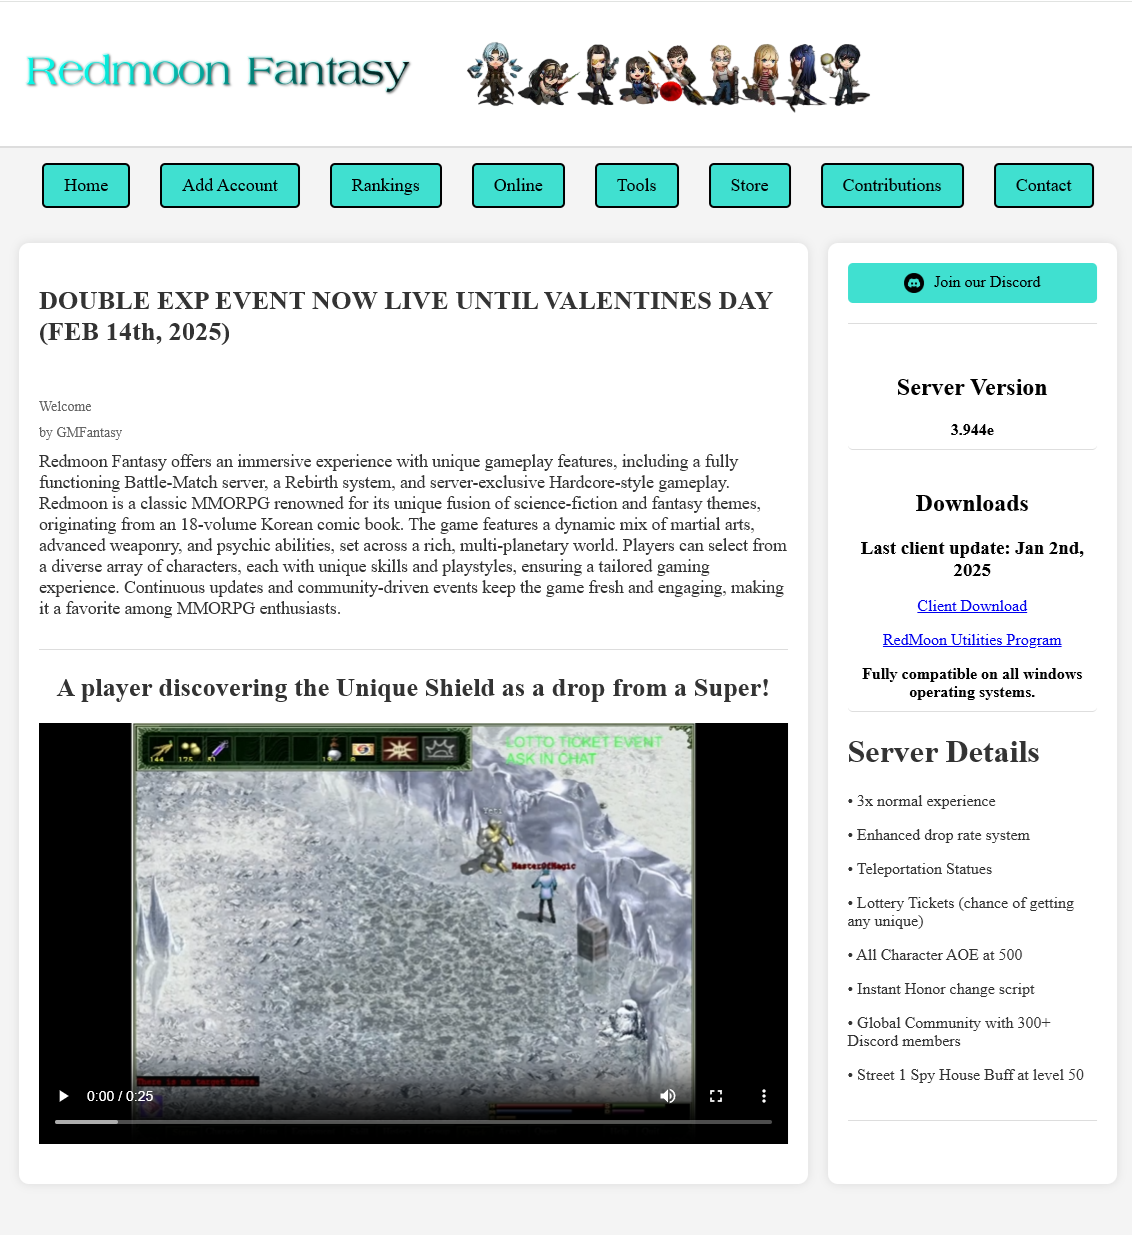 Redmoon Fantasy
Home
Add Account
Rankings
Online
Tools
Store
Contributions
Contact
DOUBLE EXP EVENT NOW LIVE UNTIL VALENTINES DAY
(FEB 14th, 2025)
Welcome
by GMFantasy
Redmoon Fantasy offers an immersive experience with unique gameplay features, including a fully
functioning Battle-Match server, a Rebirth system, and server-exclusive Hardcore-style gameplay.
Redmoon is a classic MMORPG renowned for its unique fusion of science-fiction and fantasy themes,
originating from an 18-volume Korean comic book. The game features a dynamic mix of martial arts,
advanced weaponry, and psychic abilities, set across a rich, multi-planetary world. Players can select from
a diverse array of characters, each with unique skills and playstyles, ensuring a tailored gaming
experience. Continuous updates and community-driven events keep the game fresh and engaging, making
it a favorite among MMORPG enthusiasts.
A player discovering the Unique Shield as a drop from a Super!
LOTTO TICKET EVENT
ASK IN CHAT
144
MasterOfMagic
There is no target there.
0:00 / 0:25
Join our Discord
Server Version
3.944e
Downloads
Last client update: Jan 2nd,
2025
Client Download
RedMoon Utilities Program
Fully compatible on all windows
operating systems.
Server Details
• 3x normal experience
• Enhanced drop rate system
• Teleportation Statues
• Lottery Tickets (chance of getting
any unique)
• All Character AOE at 500
• Instant Honor change script
• Global Community with 300+
Discord members
• Street 1 Spy House Buff at level 50